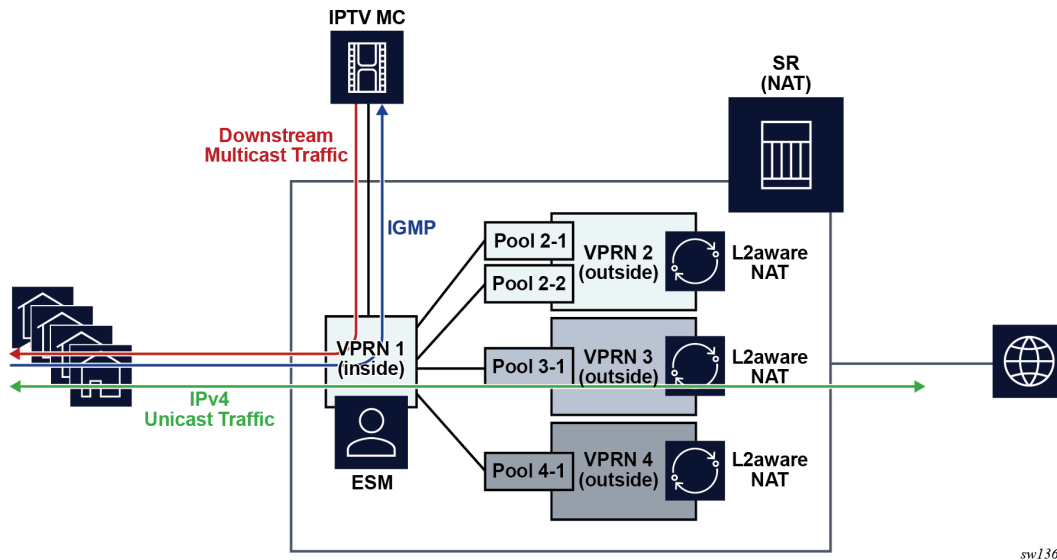 IPTV MC
SR
(NAT)
Downstream
Multicast Traffic
IGMP
Pool 2-1
Pool 2-2
VPRN 2
(outside)
L2aware
NAT
VPRN 1
(inside)
Pool 3-1
VPRN 3
(outside)
L2aware
NAT
IPv4
Unicast Traffic
ESM
Pool 4-1
VPRN 4
(outside)
L2aware
NAT
sw136